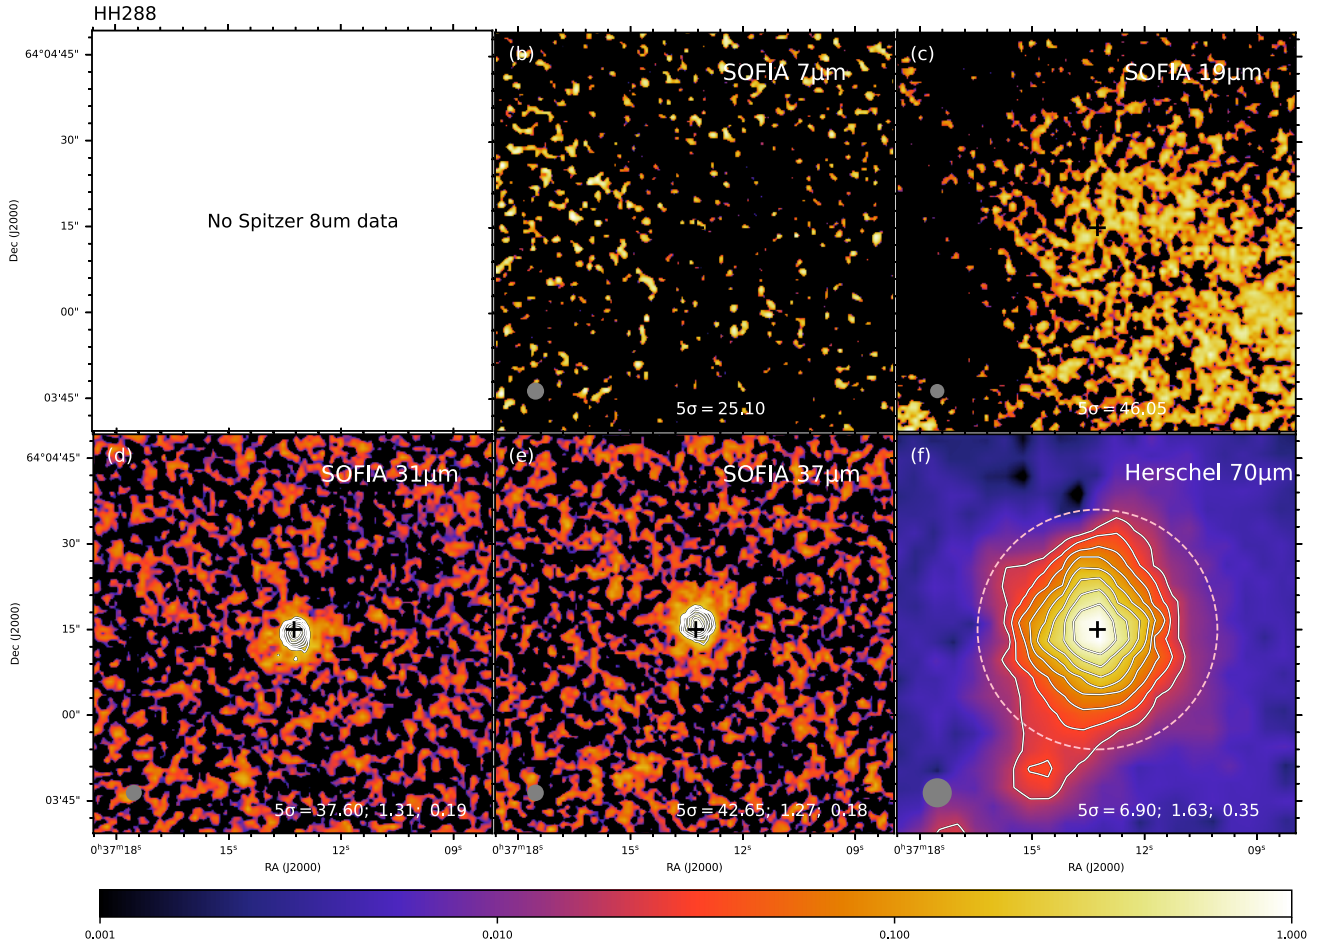 HH288
64°04'45"
30"
15"
00"
03'45"
Dec (J2000)
No Spitzer 8um data
(b)
SOFIA 7μm
5σ = 25.10
(c)
SOFIA 19μm
5σ = 46.05
64°04'45"
30"
15"
00"
03'45"
Dec (J2000)
(d)
SOFIA 31μm
5σ = 37.60; 1.31; 0.19
(e)
SOFIA 37μm
5σ = 42.65; 1.27; 0.18
(f)
Herschel 70μm
5σ = 6.90; 1.63; 0.35
0ʰ37ᵐ18ˢ 15ˢ 12ˢ 09ˢ
RA (J2000)
0ʰ37ᵐ18ˢ 15ˢ 12ˢ 09ˢ
RA (J2000)
0ʰ37ᵐ18ˢ 15ˢ 12ˢ 09ˢ
RA (J2000)
0.001 0.010 0.100 1.000